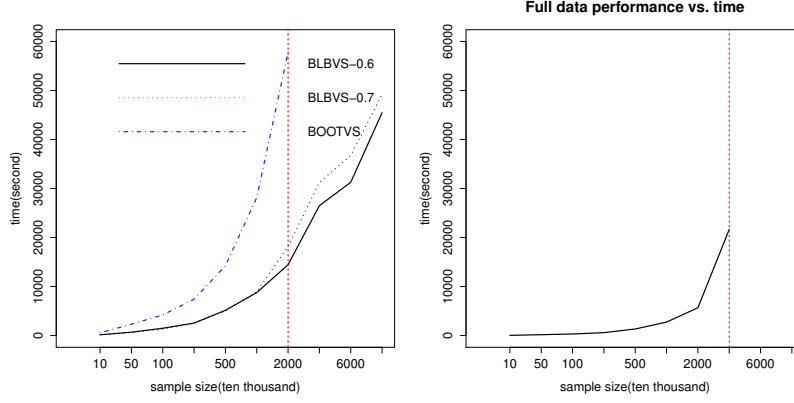 Full data performance vs. time
BLBVS−0.6
BLBVS−0.7
BOOTVS
time(second)
60000
50000
40000
30000
20000
10000
0
10 50 100 500 2000 6000
sample size(ten thousand)
time(second)
60000
50000
40000
30000
20000
10000
0
10 50 100 500 2000 6000
sample size(ten thousand)